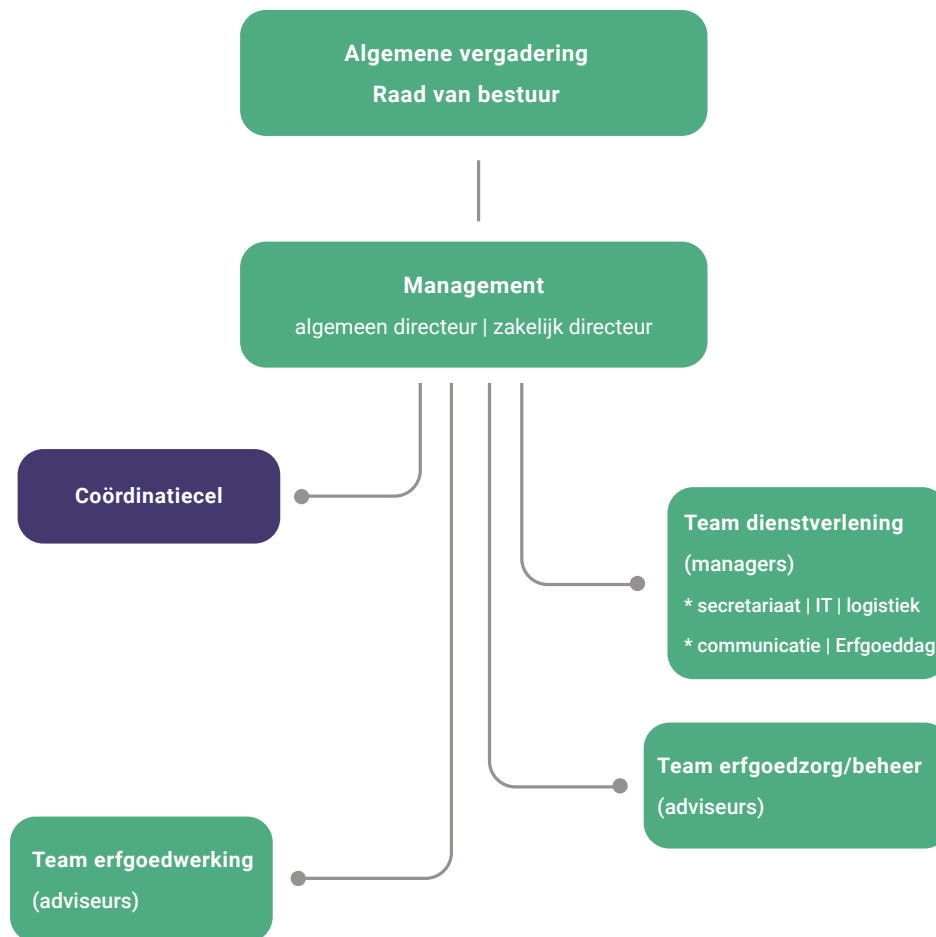 Algemene vergadering
Raad van bestuur
Management
algemeen directeur | zakelijk directeur
Coördinatiecel
Team dienstverlening
(managers)
* secretariaat | IT | logistiek
* communicatie | Erfgoeddag
Team erfgoedzorg/beheer
(adviseurs)
Team erfgoedwerking
(adviseurs)